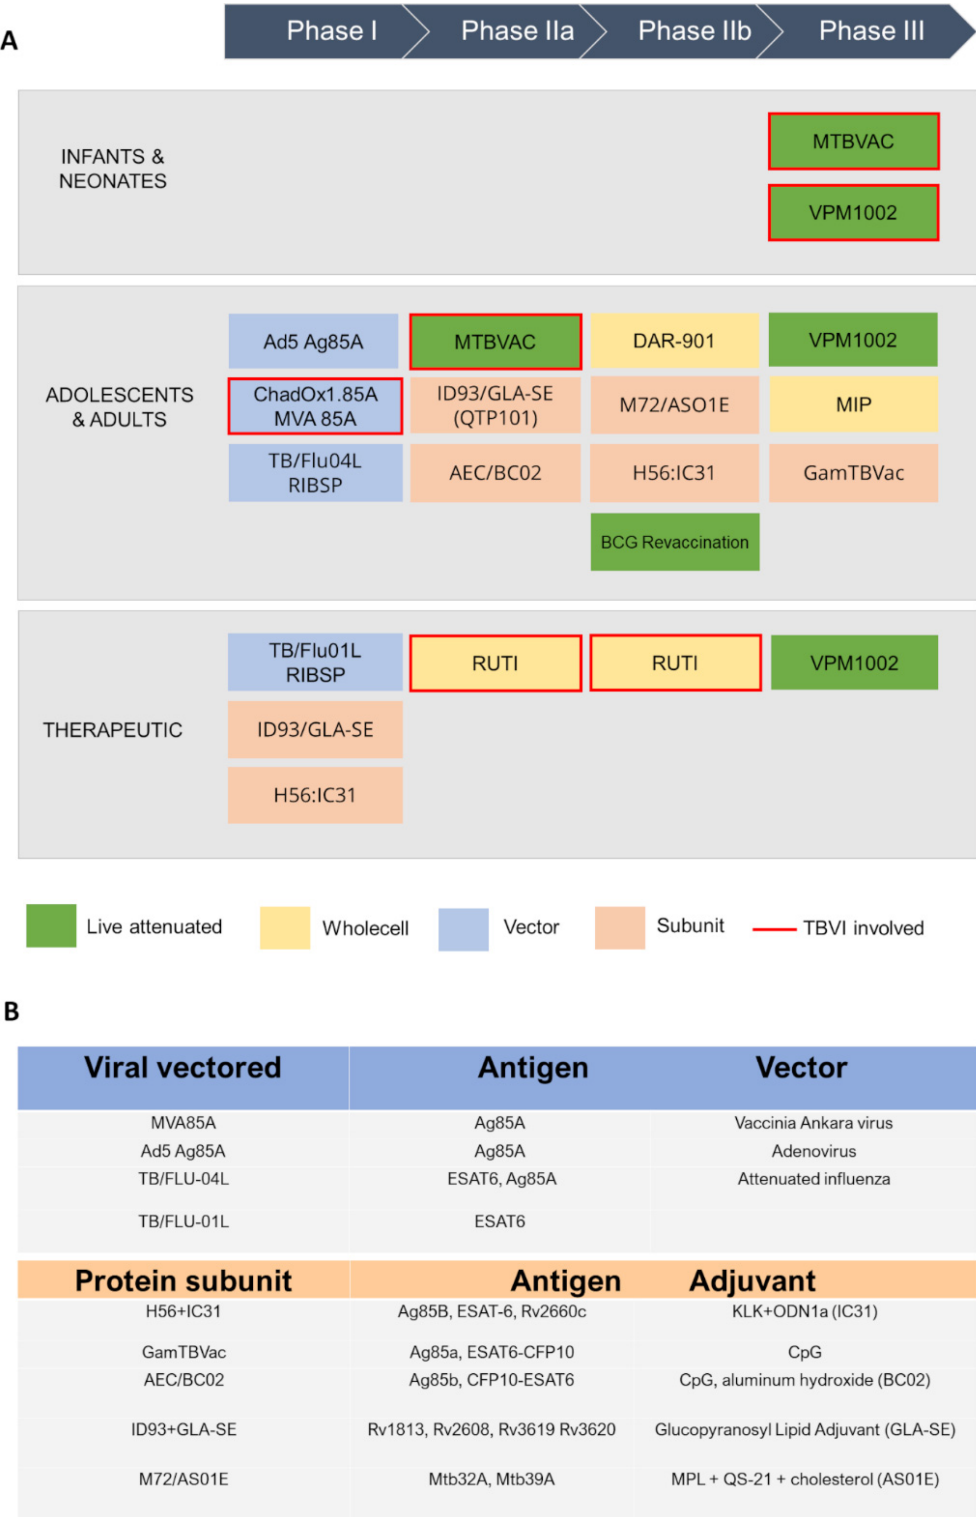 A
Phase I
Phase IIa
Phase IIb
Phase III
INFANTS &
NEONATES
MTBVAC
VPM1002
ADOLESCENTS
& ADULTS
Ad5 Ag85A
MTBVAC
DAR-901
VPM1002
ChadOx1.85A
MVA 85A
ID93/GLA-SE
(QTP101)
M72/ASO1E
MIP
TB/Flu04L
RIBSP
AEC/BC02
H56:IC31
GamTBVac
BCG Revaccination
THERAPEUTIC
TB/Flu01L
RIBSP
RUTI
RUTI
VPM1002
ID93/GLA-SE
H56:IC31
Live attenuated
Wholecell
Vector
Subunit
TBVI involved
B
Viral vectored Antigen Vector
MVA85A Ag85A Vaccinia Ankara virus
Ad5 Ag85A Ag85A Adenovirus
TB/FLU-04L ESAT6, Ag85A Attenuated influenza
TB/FLU-01L ESAT6
Protein subunit Antigen Adjuvant
H56+IC31 Ag85B, ESAT-6, Rv2660c KLK+ODN1a (IC31)
GamTBVac Ag85a, ESAT6-CFP10 CpG
AEC/BC02 Ag85b, CFP10-ESAT6 CpG, aluminum hydroxide (BC02)
ID93+GLA-SE Rv1813, Rv2608, Rv3619 Rv3620 Glucopyranosyl Lipid Adjuvant (GLA-SE)
M72/AS01E Mtb32A, Mtb39A MPL + QS-21 + cholesterol (AS01E)